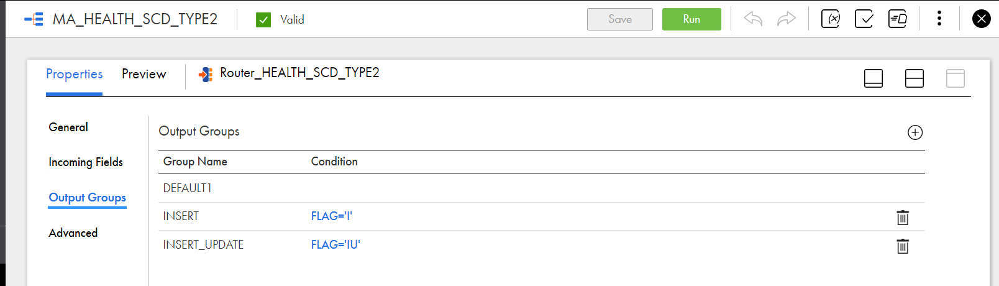 MA_HEALTH_SCD_TYPE2 Valid Save Run
Properties Preview Router_HEALTH_SCD_TYPE2
General
Incoming Fields
Output Groups
Advanced
Output Groups
Group Name Condition
DEFAULT1
INSERT FLAG='I'
INSERT_UPDATE FLAG='IU'